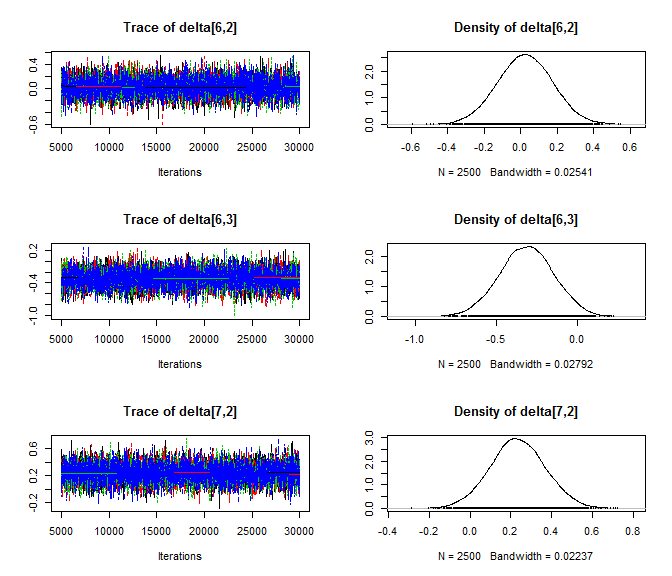 Trace of delta[6,2]
0.4
0.0
-0.6
5000 10000 15000 20000 25000 30000
Iterations
Density of delta[6,2]
2.0
1.0
0.0
-0.6 -0.4 -0.2 0.0 0.2 0.4 0.6
N = 2500 Bandwidth = 0.02541
Trace of delta[6,3]
0.2
-0.4
-1.0
5000 10000 15000 20000 25000 30000
Iterations
Density of delta[6,3]
2.0
1.0
0.0
-1.0 -0.5 0.0
N = 2500 Bandwidth = 0.02792
Trace of delta[7,2]
0.6
0.2
-0.2
5000 10000 15000 20000 25000 30000
Iterations
Density of delta[7,2]
3.0
2.0
1.0
0.0
-0.4 -0.2 0.0 0.2 0.4 0.6 0.8
N = 2500 Bandwidth = 0.02237